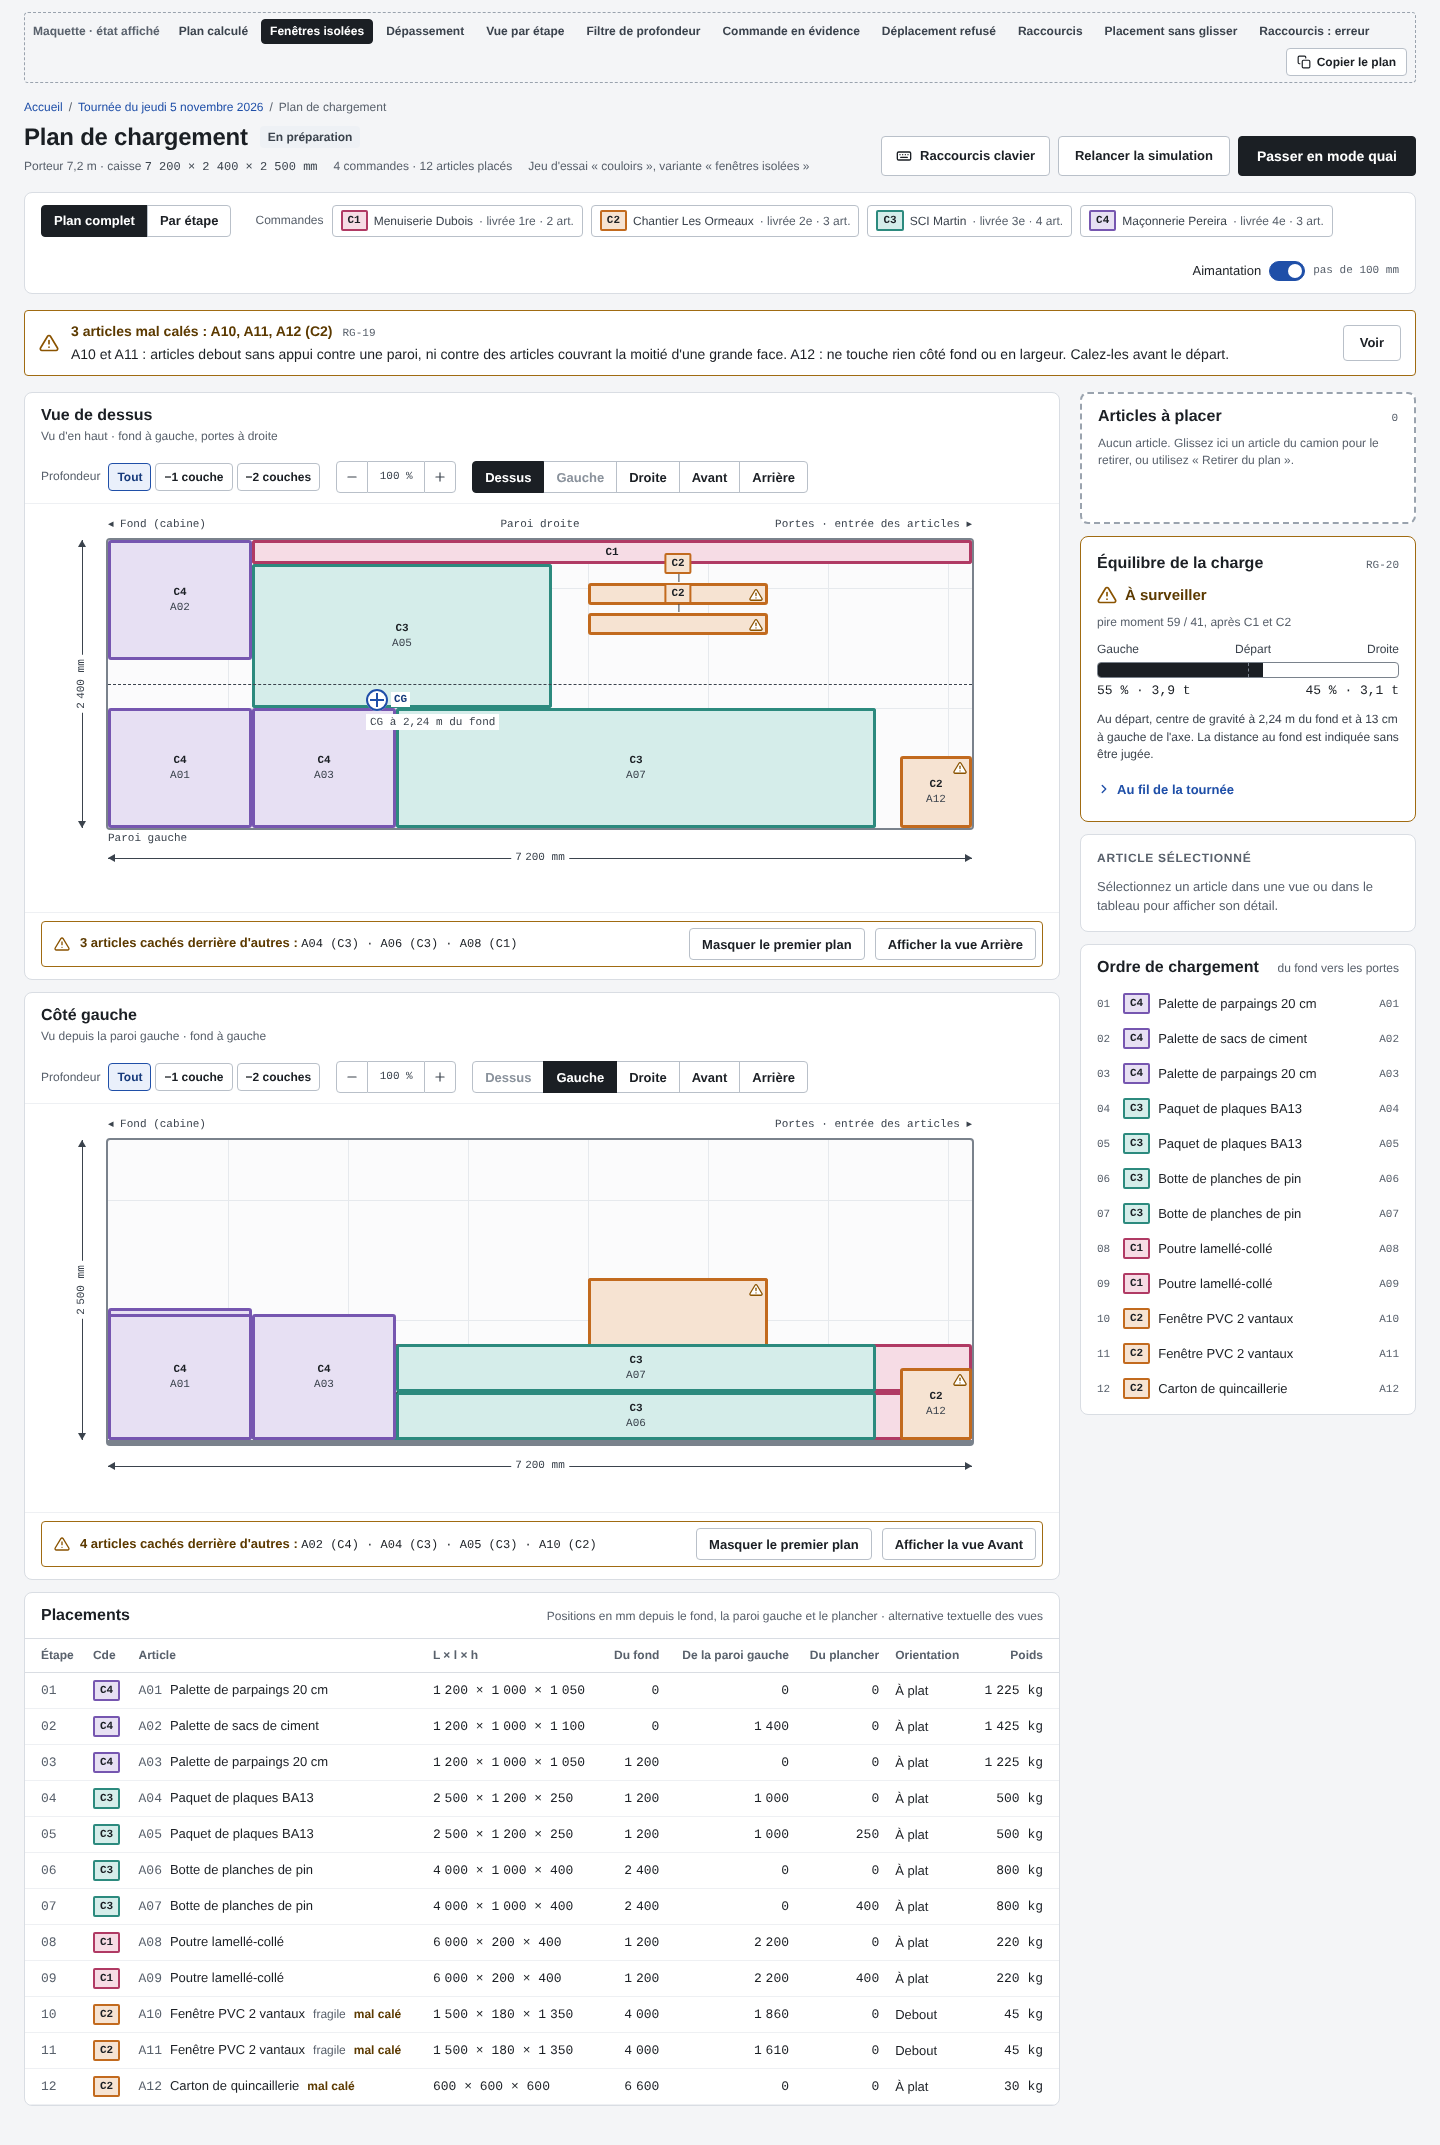 Maquette · état affiché Plan calculé Fenêtres isolées Dépassement Vue par étape Filtre de profondeur Commande en évidence Déplacement refusé Raccourcis Placement sans glisser Raccourcis : erreur
Copier le plan
Accueil / Tournée du jeudi 5 novembre 2026 / Plan de chargement
Plan de chargement En préparation
Porteur 7,2 m · caisse 7 200 × 2 400 × 2 500 mm 4 commandes · 12 articles placés Jeu d'essai « couloirs », variante « fenêtres isolées »
Raccourcis clavier Relancer la simulation Passer en mode quai
Plan complet Par étape Commandes C1 Menuiserie Dubois · livrée 1re · 2 art. C2 Chantier Les Ormeaux · livrée 2e · 3 art. C3 SCI Martin · livrée 3e · 4 art. C4 Maçonnerie Pereira · livrée 4e · 3 art.
Aimantation pas de 100 mm
3 articles mal calés : A10, A11, A12 (C2) RG-19
A10 et A11 : articles debout sans appui contre une paroi, ni contre des articles couvrant la moitié d'une grande face. A12 : ne touche rien côté fond ou en largeur. Calez-les avant le départ.
Voir
Vue de dessus
Vu d'en haut · fond à gauche, portes à droite
Profondeur Tout −1 couche −2 couches − 100 % + Dessus Gauche Droite Avant Arrière
◂ Fond (cabine) Paroi droite Portes · entrée des articles ▸
C1
C2
C2
C4
A02
C3
A05
2 400 mm
CG
CG à 2,24 m du fond
C4
A01
C4
A03
C3
A07
C2
A12
Paroi gauche
7 200 mm
3 articles cachés derrière d'autres : A04 (C3) · A06 (C3) · A08 (C1) Masquer le premier plan Afficher la vue Arrière
Côté gauche
Vu depuis la paroi gauche · fond à gauche
Profondeur Tout −1 couche −2 couches − 100 % + Dessus Gauche Droite Avant Arrière
◂ Fond (cabine) Portes · entrée des articles ▸
2 500 mm
C4
A01
C4
A03
C3
A07
C3
A06
C2
A12
7 200 mm
4 articles cachés derrière d'autres : A02 (C4) · A04 (C3) · A05 (C3) · A10 (C2) Masquer le premier plan Afficher la vue Avant
Placements Positions en mm depuis le fond, la paroi gauche et le plancher · alternative textuelle des vues
Étape Cde Article L × l × h Du fond De la paroi gauche Du plancher Orientation Poids
01 C4 A01 Palette de parpaings 20 cm 1 200 × 1 000 × 1 050 0 0 0 À plat 1 225 kg
02 C4 A02 Palette de sacs de ciment 1 200 × 1 000 × 1 100 0 1 400 0 À plat 1 425 kg
03 C4 A03 Palette de parpaings 20 cm 1 200 × 1 000 × 1 050 1 200 0 0 À plat 1 225 kg
04 C3 A04 Paquet de plaques BA13 2 500 × 1 200 × 250 1 200 1 000 0 À plat 500 kg
05 C3 A05 Paquet de plaques BA13 2 500 × 1 200 × 250 1 200 1 000 250 À plat 500 kg
06 C3 A06 Botte de planches de pin 4 000 × 1 000 × 400 2 400 0 0 À plat 800 kg
07 C3 A07 Botte de planches de pin 4 000 × 1 000 × 400 2 400 0 400 À plat 800 kg
08 C1 A08 Poutre lamellé-collé 6 000 × 200 × 400 1 200 2 200 0 À plat 220 kg
09 C1 A09 Poutre lamellé-collé 6 000 × 200 × 400 1 200 2 200 400 À plat 220 kg
10 C2 A10 Fenêtre PVC 2 vantaux fragile mal calé 1 500 × 180 × 1 350 4 000 1 860 0 Debout 45 kg
11 C2 A11 Fenêtre PVC 2 vantaux fragile mal calé 1 500 × 180 × 1 350 4 000 1 610 0 Debout 45 kg
12 C2 A12 Carton de quincaillerie mal calé 600 × 600 × 600 6 600 0 0 À plat 30 kg
Articles à placer 0
Aucun article. Glissez ici un article du camion pour le
retirer, ou utilisez « Retirer du plan ».
Équilibre de la charge RG-20
À surveiller
pire moment 59 / 41, après C1 et C2
Gauche Départ Droite
55 % · 3,9 t 45 % · 3,1 t
Au départ, centre de gravité à 2,24 m du fond et à 13 cm
à gauche de l'axe. La distance au fond est indiquée sans
être jugée.
Au fil de la tournée
ARTICLE SÉLECTIONNÉ
Sélectionnez un article dans une vue ou dans le
tableau pour afficher son détail.
Ordre de chargement du fond vers les portes
01 C4 Palette de parpaings 20 cm A01
02 C4 Palette de sacs de ciment A02
03 C4 Palette de parpaings 20 cm A03
04 C3 Paquet de plaques BA13 A04
05 C3 Paquet de plaques BA13 A05
06 C3 Botte de planches de pin A06
07 C3 Botte de planches de pin A07
08 C1 Poutre lamellé-collé A08
09 C1 Poutre lamellé-collé A09
10 C2 Fenêtre PVC 2 vantaux A10
11 C2 Fenêtre PVC 2 vantaux A11
12 C2 Carton de quincaillerie A12